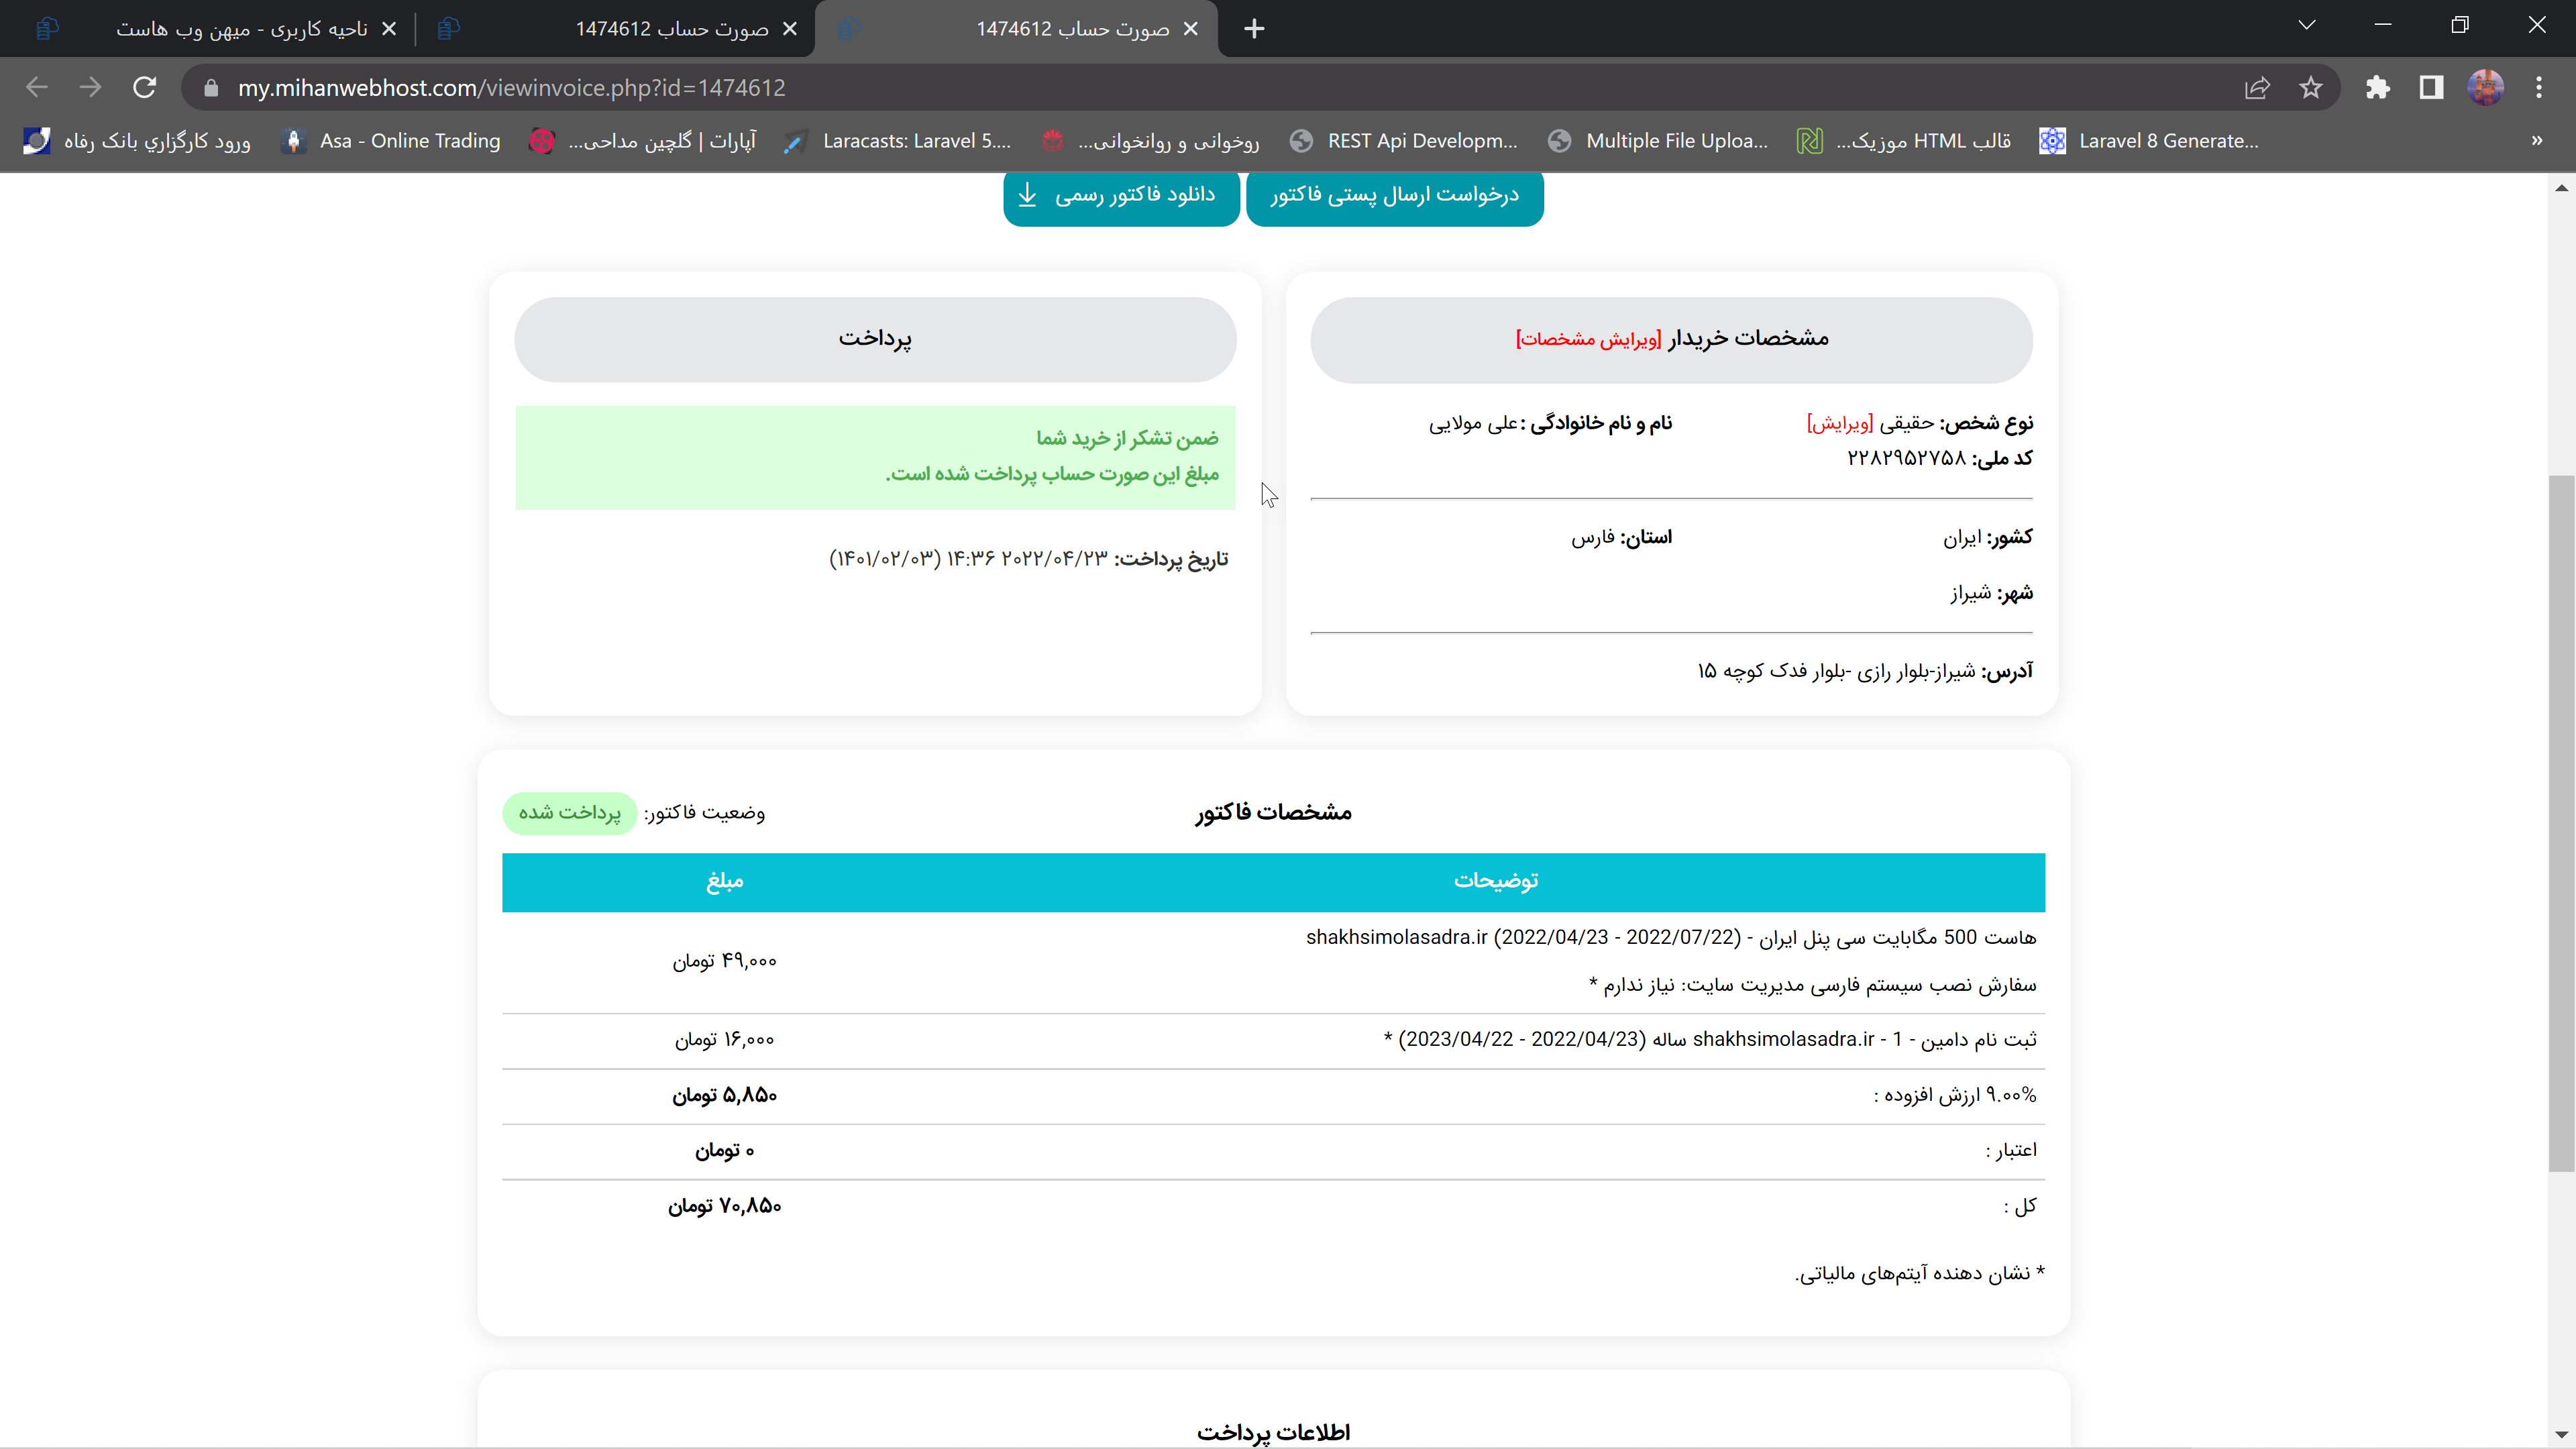 ناحیه کاربری - میهن وب هاست
صورت حساب 1474612
صورت حساب 1474612
my.mihanwebhost.com/viewinvoice.php?id=1474612
ورود کارگزاري بانک رفاه
Asa - Online Trading
آپارات | گلچین مداحی...
Laracasts: Laravel 5....
روخوانی و روانخوانی...
REST Api Developm...
Multiple File Uploa...
قالب HTML موزیک...
Laravel 8 Generate...
»
درخواست ارسال پستی فاکتور
دانلود فاکتور رسمی
مشخصات خریدار [ویرایش مشخصات]
نوع شخص: حقیقی [ویرایش]
نام و نام خانوادگی : علی مولایی
کد ملی: ۲۲۸۲۹۵۲۷۵۸
کشور: ایران
استان: فارس
شهر: شیراز
آدرس: شیراز-بلوار رازی -بلوار فدک کوچه ۱۵
پرداخت
ضمن تشکر از خرید شما
مبلغ این صورت حساب پرداخت شده است.
تاریخ پرداخت: ۲۰۲۲/۰۴/۲۳ ۱۴:۳۶ (۱۴۰۱/۰۲/۰۳)
مشخصات فاکتور
وضعیت فاکتور: پرداخت شده
توضیحات
مبلغ
هاست 500 مگابایت سی پنل ایران - shakhsimolasadra.ir (2022/04/23 - 2022/07/22)
سفارش نصب سیستم فارسی مدیریت سایت: نیاز ندارم *
۴۹,۰۰۰ تومان
ثبت نام دامین - shakhsimolasadra.ir - 1 ساله (2022/04/23 - 2023/04/22) *
۱۶,۰۰۰ تومان
۹.۰۰% ارزش افزوده :
۵,۸۵۰ تومان
اعتبار :
۰ تومان
کل :
۷۰,۸۵۰ تومان
* نشان دهنده آیتم‌های مالیاتی.
اطلاعات پرداخت